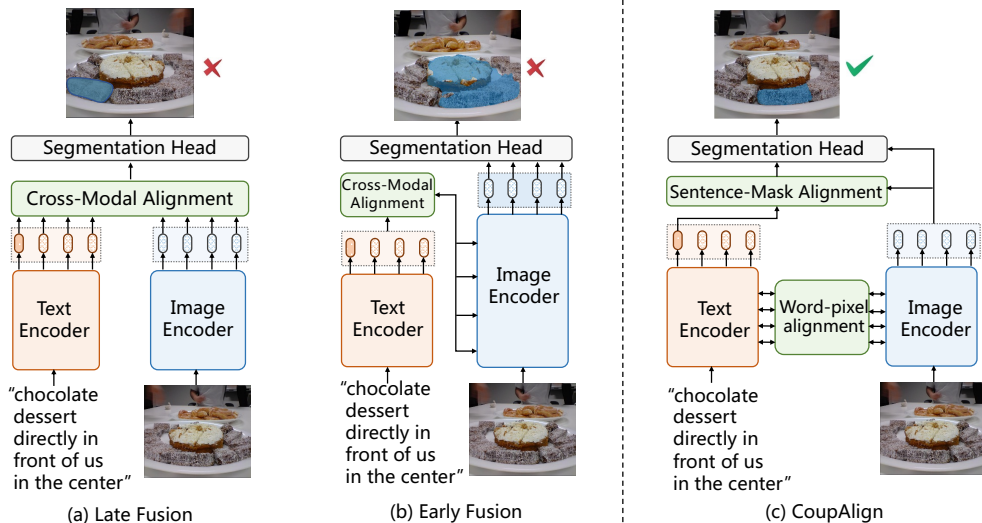 Segmentation Head
Cross-Modal Alignment
Text
Encoder
Image
Encoder
“chocolate
dessert
directly in
front of us
in the center”
(a) Late Fusion
Segmentation Head
Cross-Modal
Alignment
Text
Encoder
Image
Encoder
“chocolate
dessert
directly in
front of us
in the center”
(b) Early Fusion
Segmentation Head
Sentence-Mask Alignment
Text
Encoder
Word-pixel
alignment
Image
Encoder
“chocolate
dessert
directly in
front of us
in the center”
(c) CoupAlign